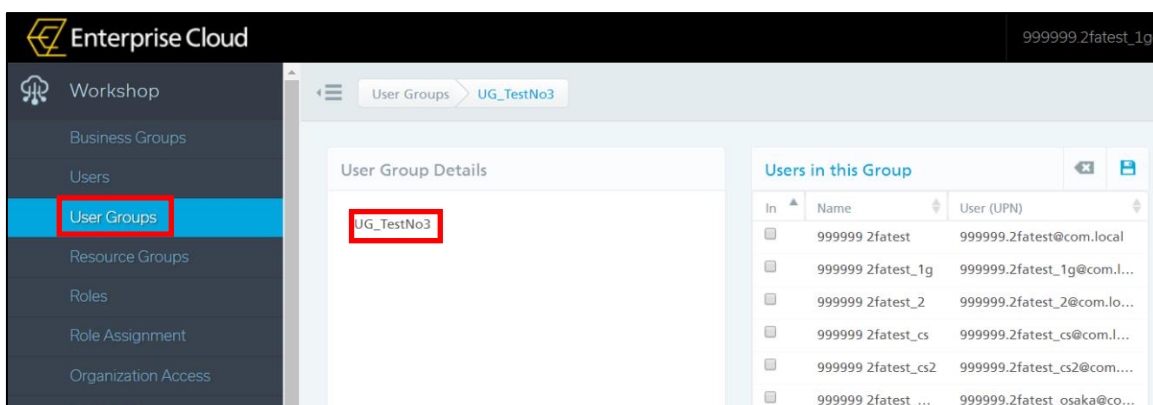 Enterprise Cloud
999999.2fatest_1g
Workshop
Business Groups
Users
User Groups
Resource Groups
Roles
Role Assignment
Organization Access
User Groups
UG_TestNo3
User Group Details
UG_TestNo3
Users in this Group
In Name User (UPN)
999999 2fatest 999999.2fatest@com.local
999999 2fatest_1g 999999.2fatest_1g@com.l...
999999 2fatest_2 999999.2fatest_2@com.lo...
999999 2fatest_cs 999999.2fatest_cs@com.l...
999999 2fatest_cs2 999999.2fatest_cs2@com....
999999 2fatest_... 999999.2fatest_osaka@co...